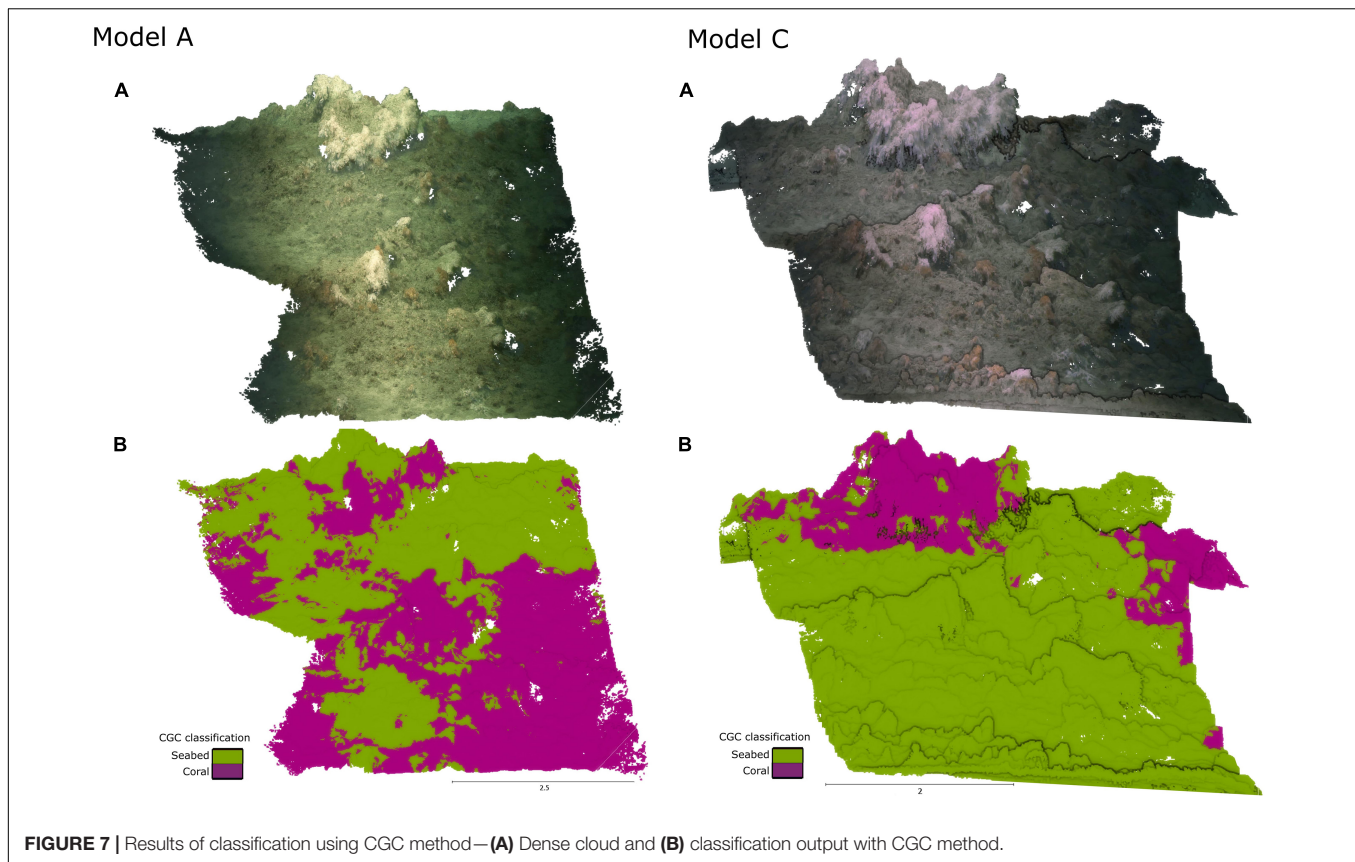 Model A
Model C
A
A
B
B
CGC classification
Seabed
Coral
2.5
CGC classification
Seabed
Coral
2
FIGURE 7 | Results of classification using CGC method—(A) Dense cloud and (B) classification output with CGC method.